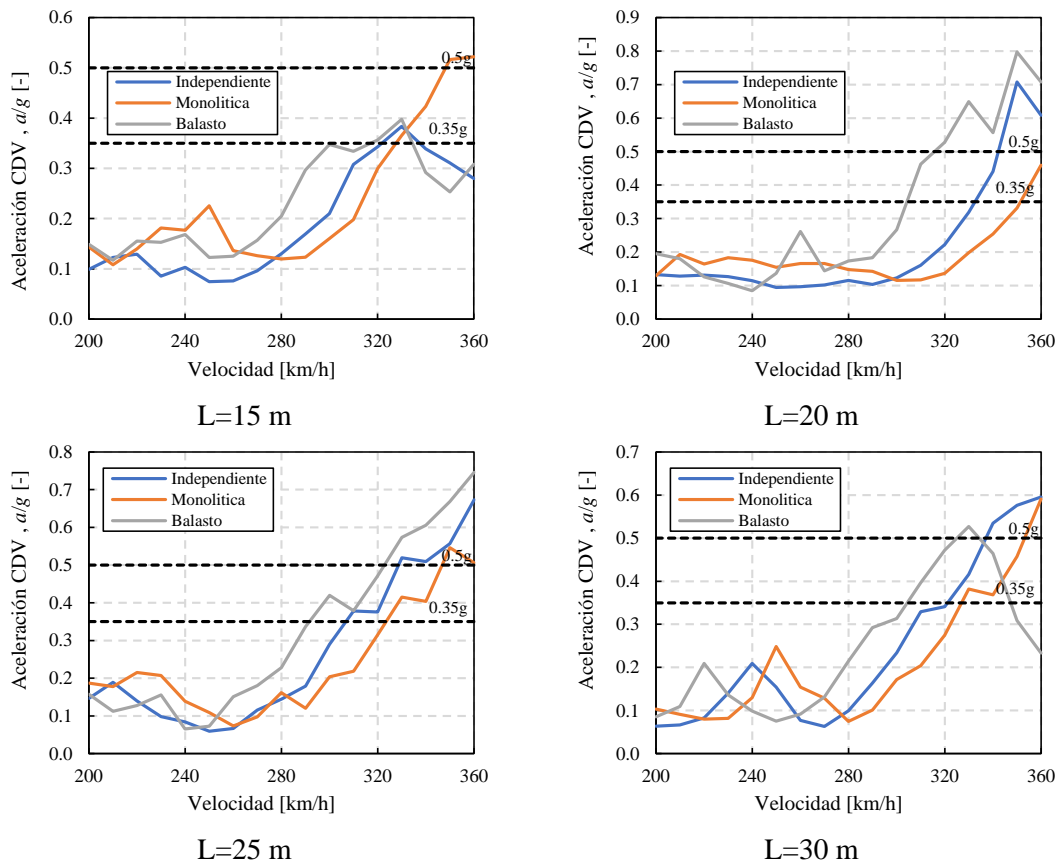 0.6
0.5
0.4
0.3
0.2
0.1
0.0
Aceleración CDV , a/g [-]
Independiente
Monolitica
Balasto
0.5g
0.35g
200 240 280 320 360
Velocidad [km/h]
L=15 m
0.9
0.8
0.7
0.6
0.5
0.4
0.3
0.2
0.1
0.0
Aceleración CDV , a/g [-]
Independiente
Monolitica
Balasto
0.5g
0.35g
200 240 280 320 360
Velocidad [km/h]
L=20 m
0.8
0.7
0.6
0.5
0.4
0.3
0.2
0.1
0.0
Aceleración CDV , a/g [-]
Independiente
Monolitica
Balasto
0.5g
0.35g
200 240 280 320 360
Velocidad [km/h]
L=25 m
0.7
0.6
0.5
0.4
0.3
0.2
0.1
0.0
Aceleración CDV , a/g [-]
Independiente
Monolitica
Balasto
0.5g
0.35g
200 240 280 320 360
Velocidad [km/h]
L=30 m